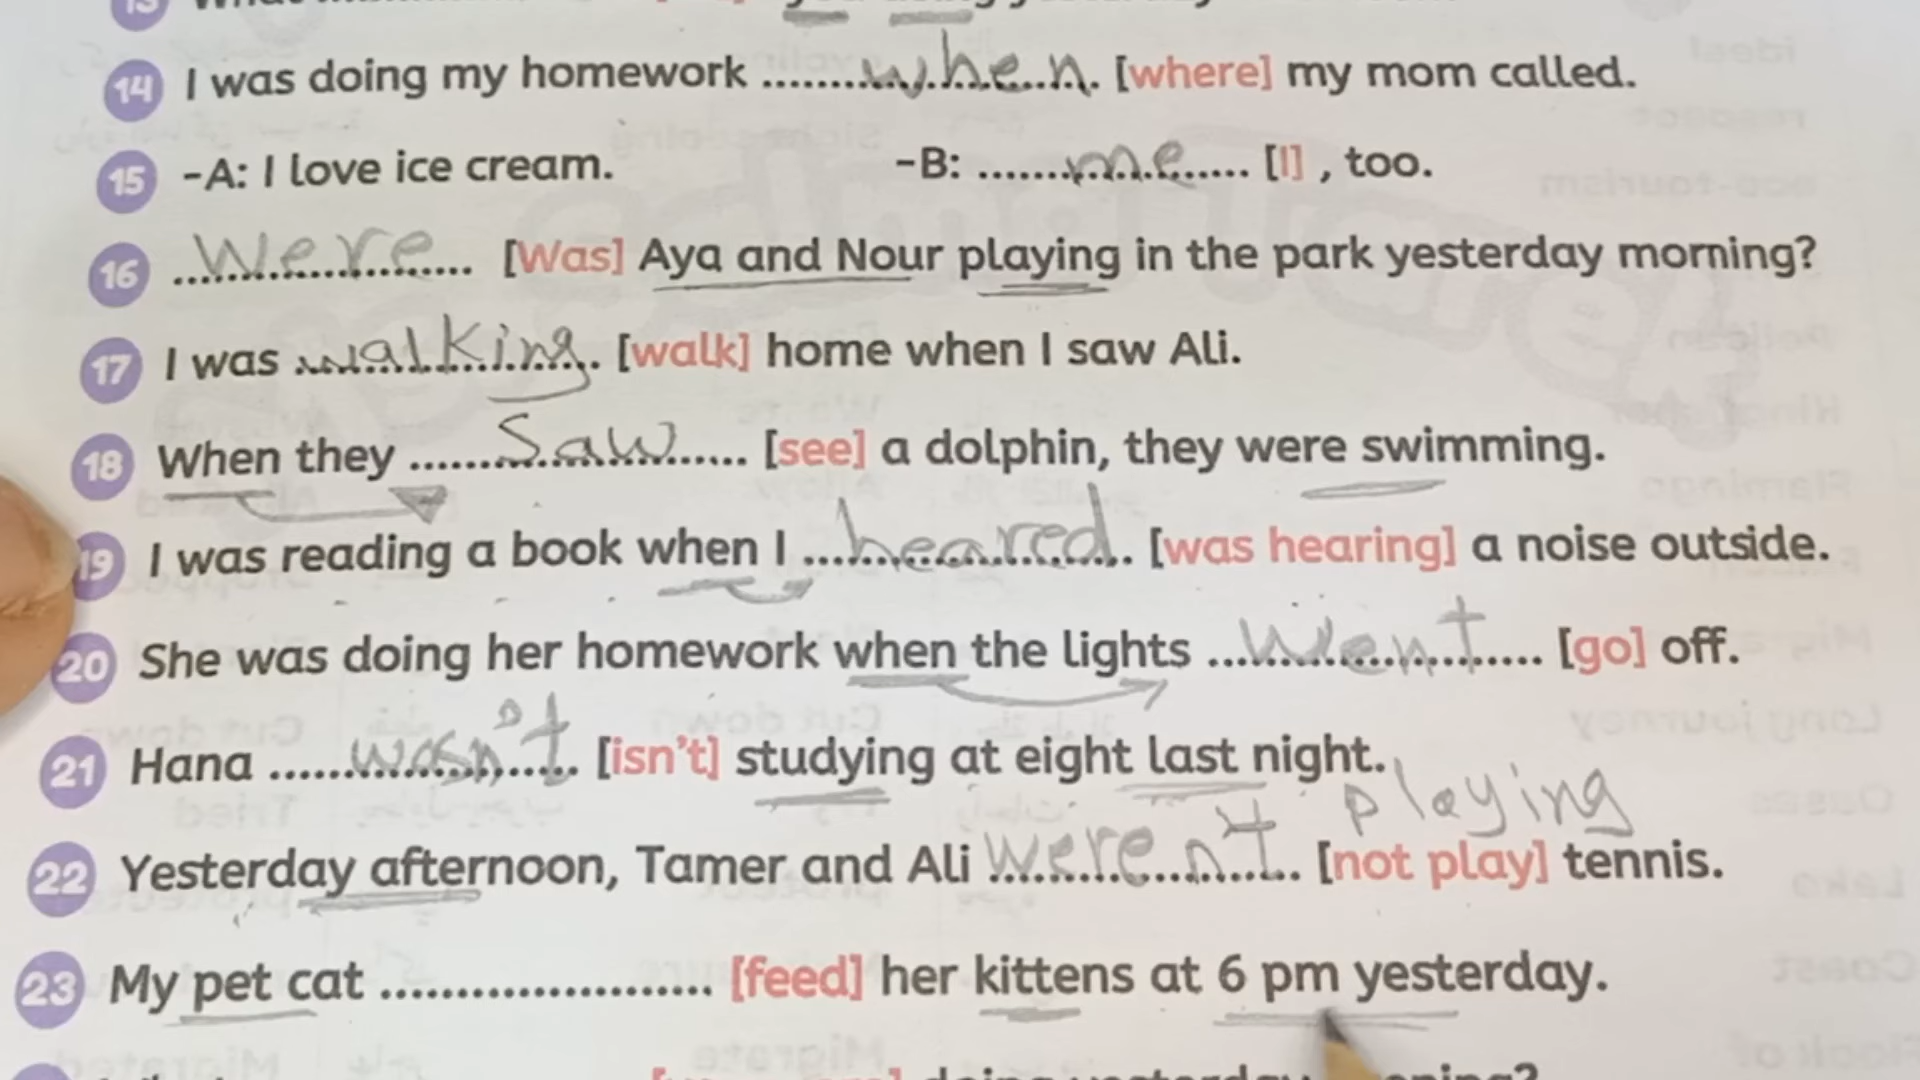 14 I was doing my homework ........when.... [where] my mom called.
15 -A: I love ice cream. -B: ......me...... [I] , too.
16 Were [Was] Aya and Nour playing in the park yesterday morning?
17 I was walking [walk] home when I saw Ali.
18 When they ......Saw...... [see] a dolphin, they were swimming.
19 I was reading a book when I ...heared... [was hearing] a noise outside.
20 She was doing her homework when the lights ...Went... [go] off.
21 Hana ......wasn't... [isn't] studying at eight last night.
playing
22 Yesterday afternoon, Tamer and Ali weren't [not play] tennis.
23 My pet cat ...................... [feed] her kittens at 6 pm yesterday.